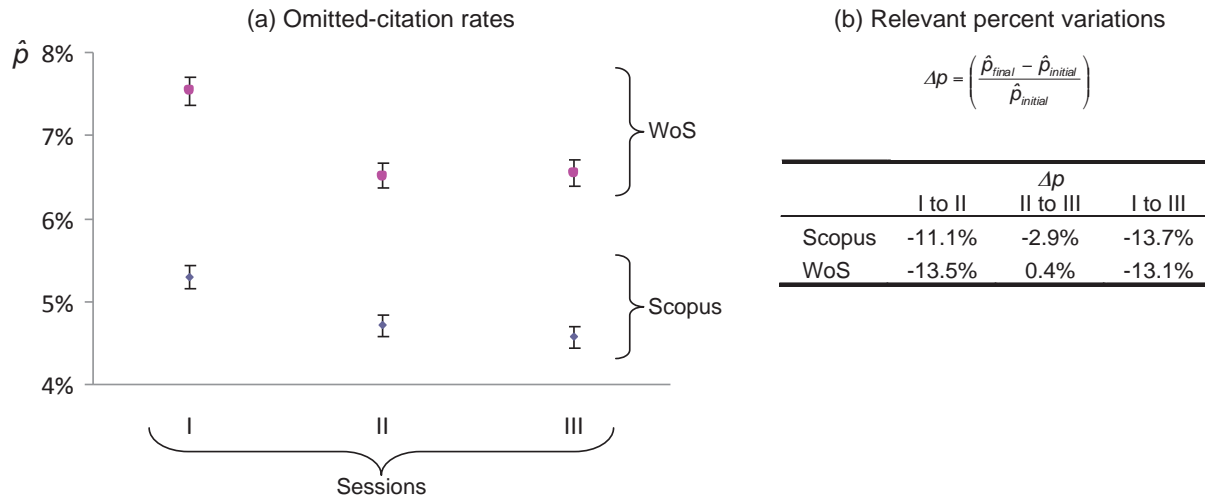 (a) Omitted-citation rates
p̂
8%
7%
6%
5%
4%
WoS
Scopus
I II III
Sessions
(b) Relevant percent variations
Δp = ( (p̂final − p̂initial) / p̂initial )
Δp
I to II II to III I to III
Scopus -11.1% -2.9% -13.7%
WoS -13.5% 0.4% -13.1%